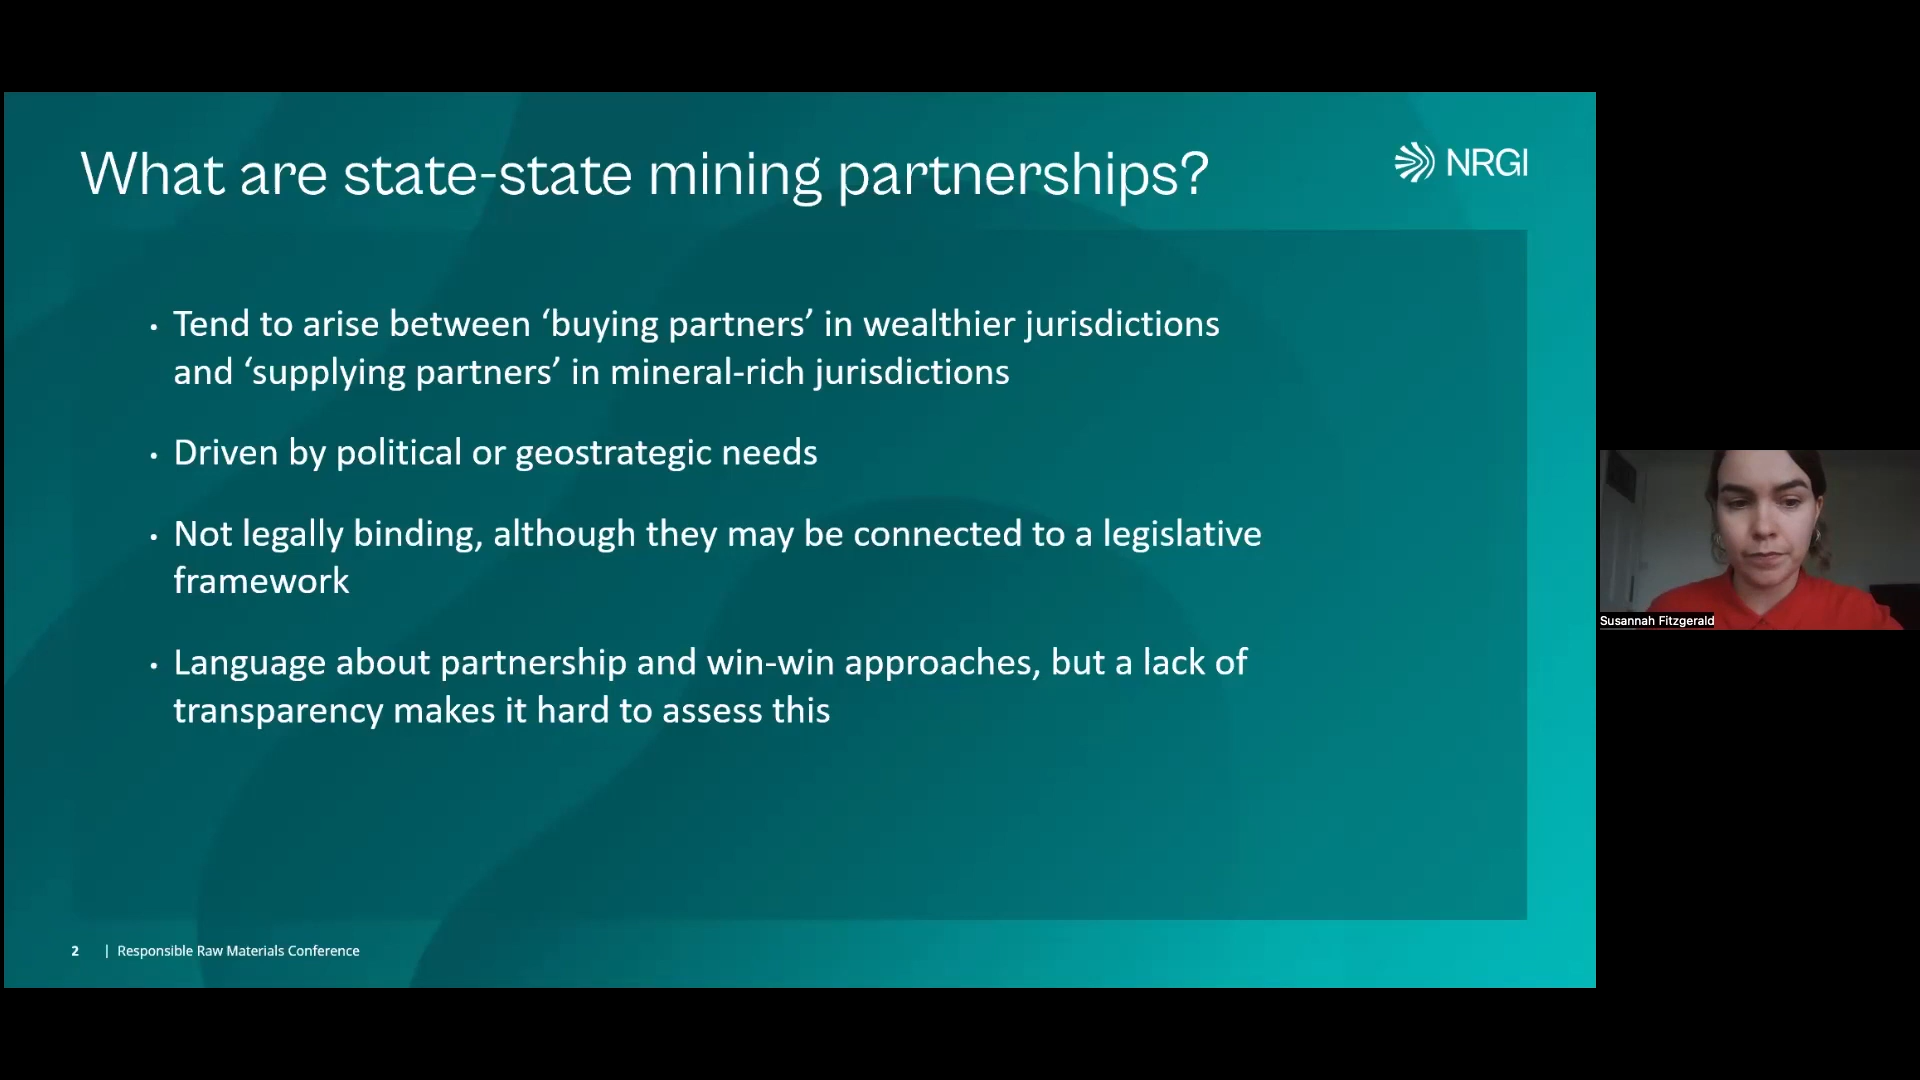 What are state-state mining partnerships?
NRGI
• Tend to arise between ‘buying partners’ in wealthier jurisdictions
and ‘supplying partners’ in mineral-rich jurisdictions
• Driven by political or geostrategic needs
• Not legally binding, although they may be connected to a legislative
framework
• Language about partnership and win-win approaches, but a lack of
transparency makes it hard to assess this
Susannah Fitzgerald
2 | Responsible Raw Materials Conference